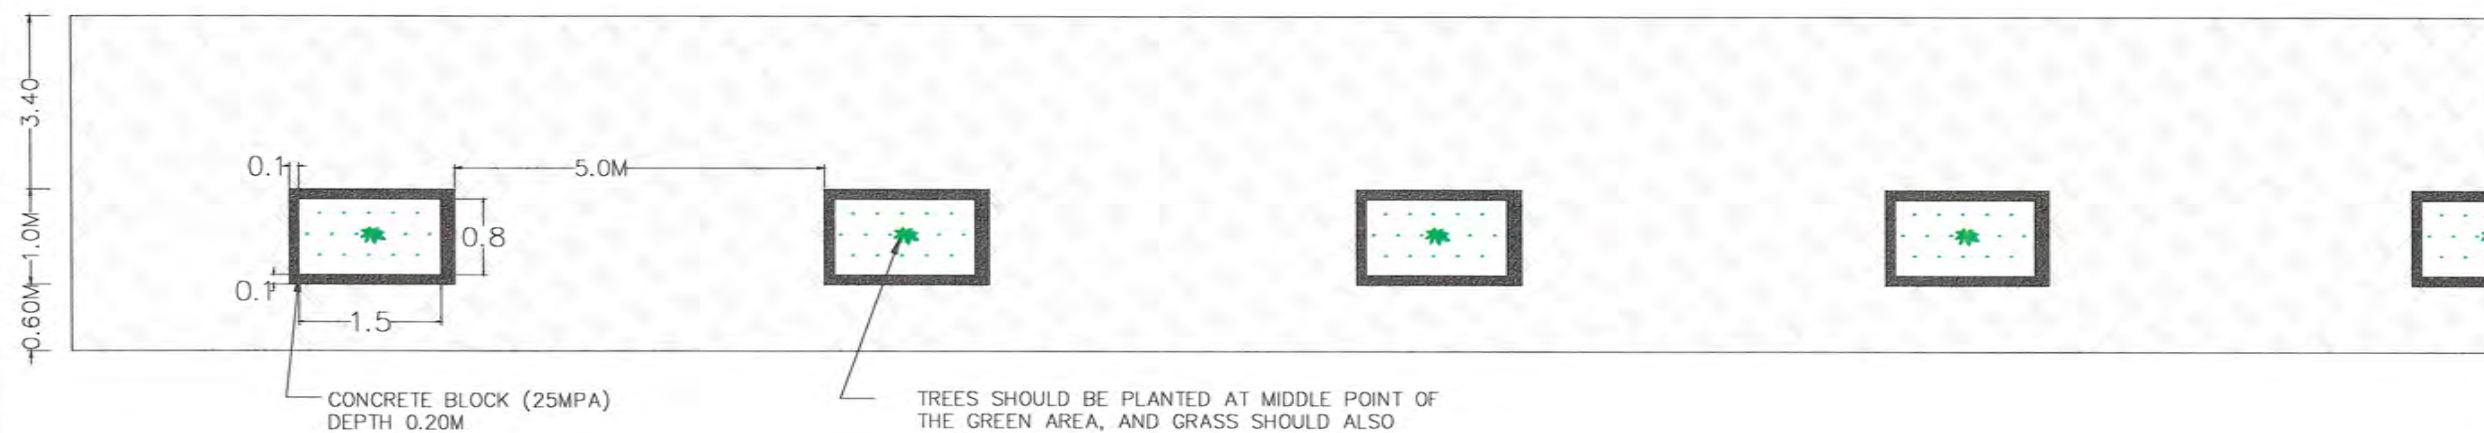 3.40
0.1
5.0M
1.0M
0.8
0.1
0.60M
1.5
CONCRETE BLOCK (25MPA)
DEPTH 0.20M
TREES SHOULD BE PLANTED AT MIDDLE POINT OF
THE GREEN AREA, AND GRASS SHOULD ALSO